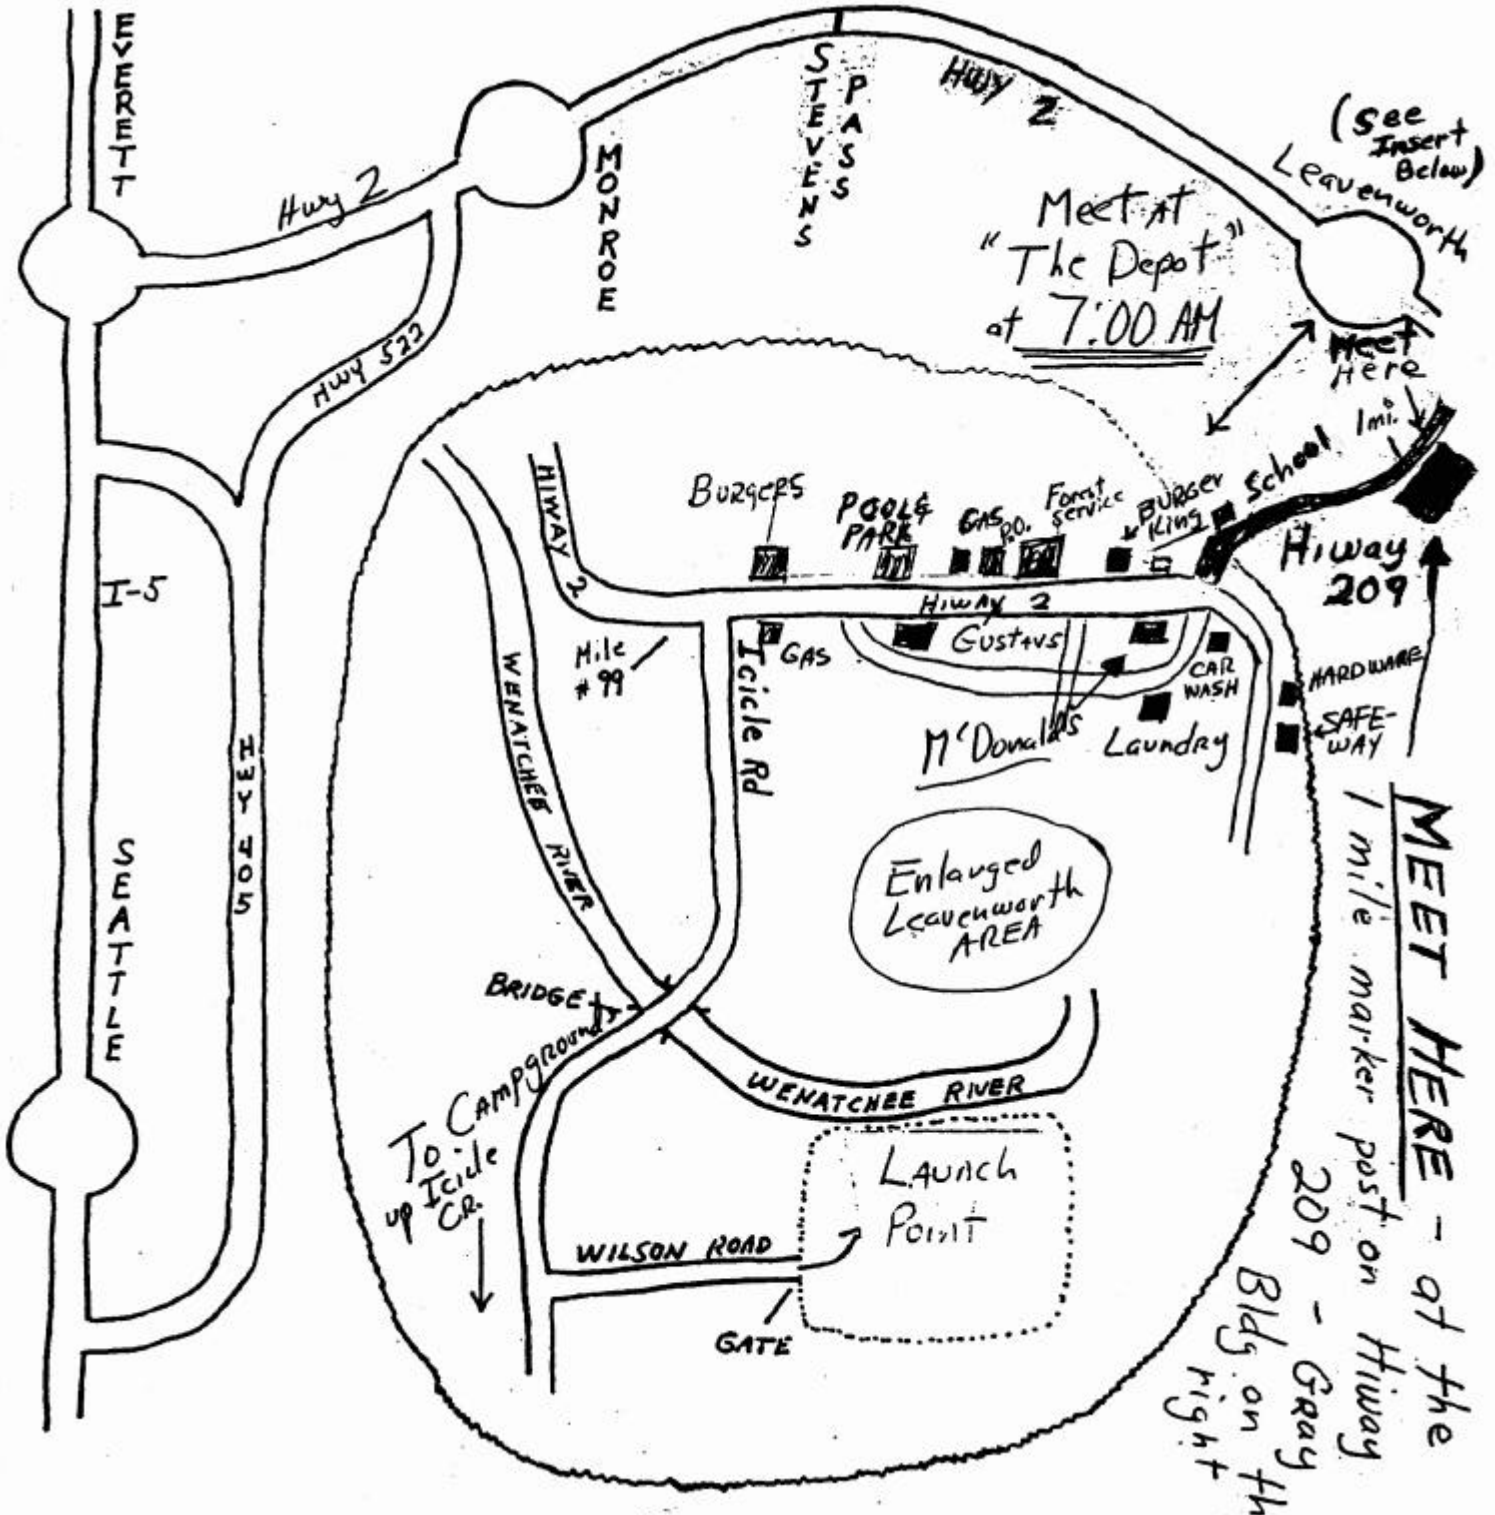 EVERETT
Hwy 2
MONROE
STEVENS
PASS
HWY 2
(See
Insert
Below)
Leavenworth
Meet At
"The Depot"
at 7:00 AM
Meet
Here
1 mi.
Hwy 522
I-5
HWY 405
SEATTLE
HIWAY 2
BURGERS
POOL &
PARK
GAS
P.O.
Forest
Service
BURGER
KING
School
Hiway
209
HIWAY 2
Mile
# 99
GAS
Gustavs
CAR
WASH
HARDWARE
SAFE-
WAY
McDonalds
Laundry
Icicle Rd
WENATCHEE RIVER
Enlarged
Leavenworth
AREA
BRIDGE
To Campgrounds
up Icicle
CR.
WENATCHEE RIVER
LAUNCH
POINT
WILSON ROAD
GATE
MEET HERE - at the
1 mile marker post on Hiway
209 - GRAY
Bldg on th
right